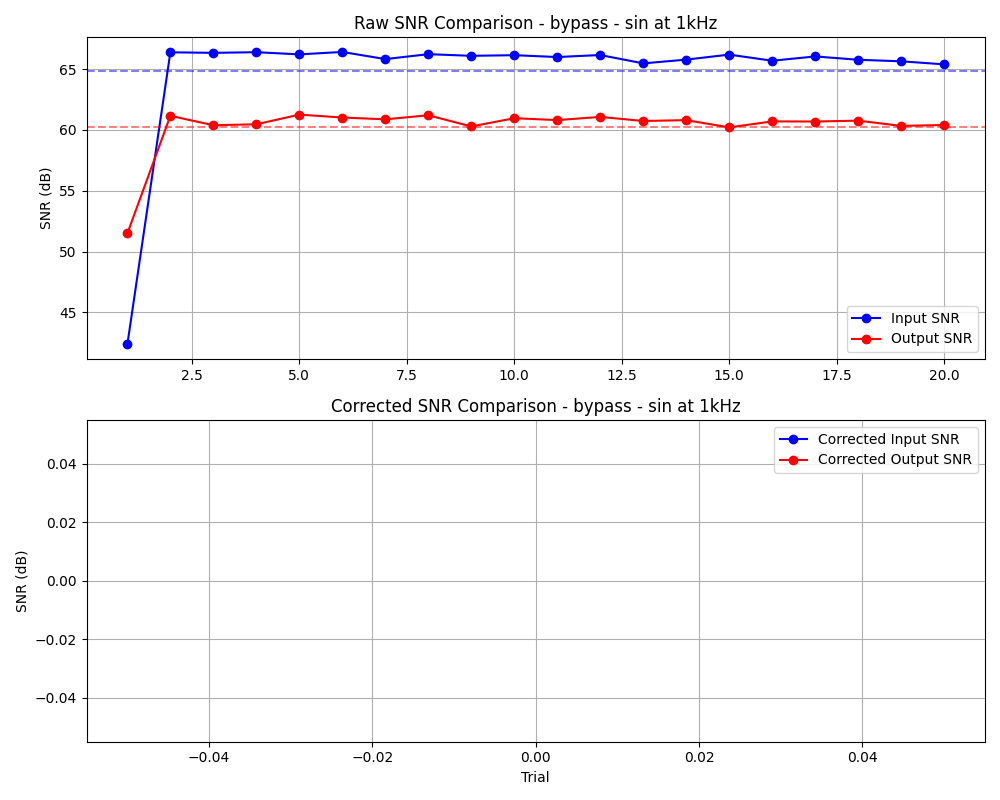 Raw SNR Comparison - bypass - sin at 1kHz
SNR (dB)
65
60
55
50
45
Input SNR
Output SNR
2.5 5.0 7.5 10.0 12.5 15.0 17.5 20.0
Corrected SNR Comparison - bypass - sin at 1kHz
SNR (dB)
0.04
0.02
0.00
−0.02
−0.04
Corrected Input SNR
Corrected Output SNR
−0.04 −0.02 0.00 0.02 0.04
Trial